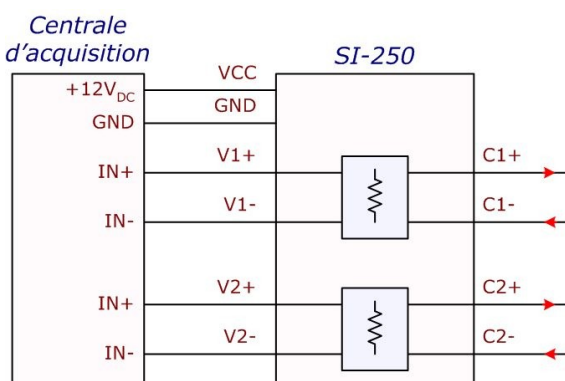 Centrale
d'acquisition
SI-250
+12VDC
VCC
GND
GND
IN+
V1+
C1+
IN-
V1-
C1-
IN+
V2+
C2+
IN-
V2-
C2-